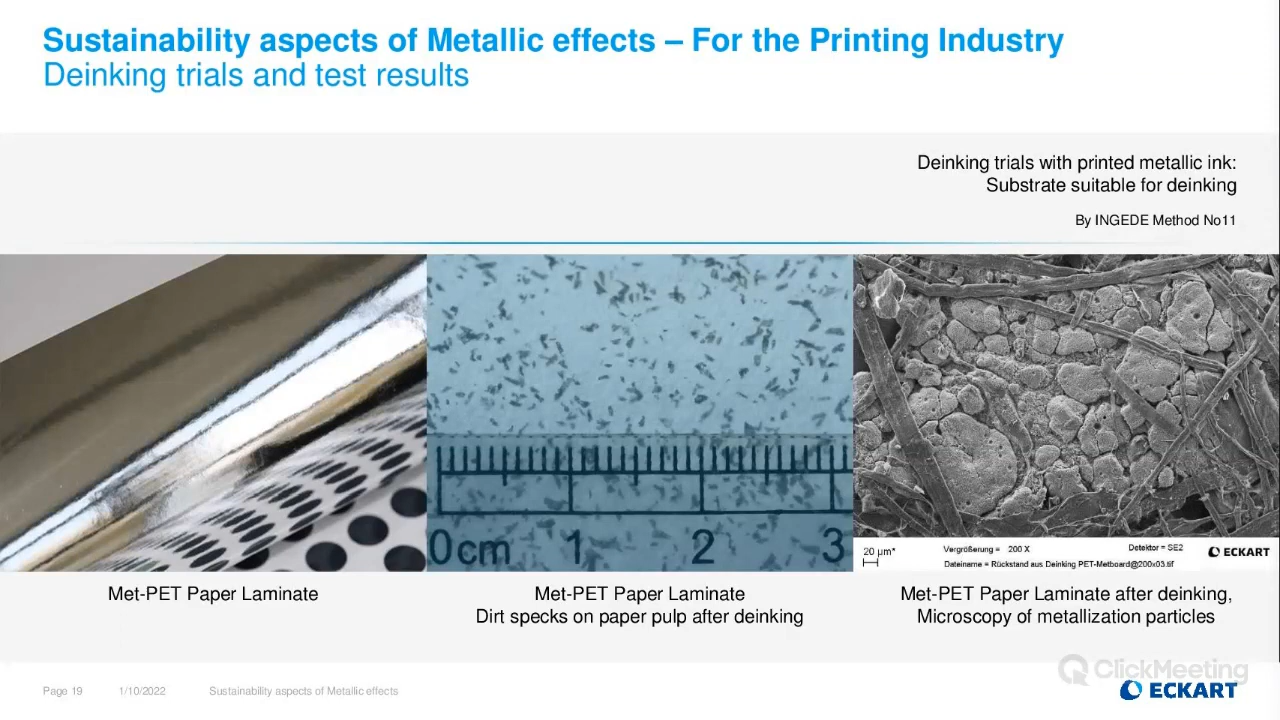 Sustainability aspects of Metallic effects – For the Printing Industry
Deinking trials and test results
Deinking trials with printed metallic ink:
Substrate suitable for deinking
By INGEDE Method No11
0cm 1 2 3
20 µm*
Vergrößerung = 200 X
Detektor = SE2
Dateiname = Rückstand aus Deinking PET-Metboard@200x03.tif
ECKART
Met-PET Paper Laminate
Met-PET Paper Laminate
Dirt specks on paper pulp after deinking
Met-PET Paper Laminate after deinking,
Microscopy of metallization particles
ClickMeeting
Page 19 1/10/2022 Sustainability aspects of Metallic effects
ECKART